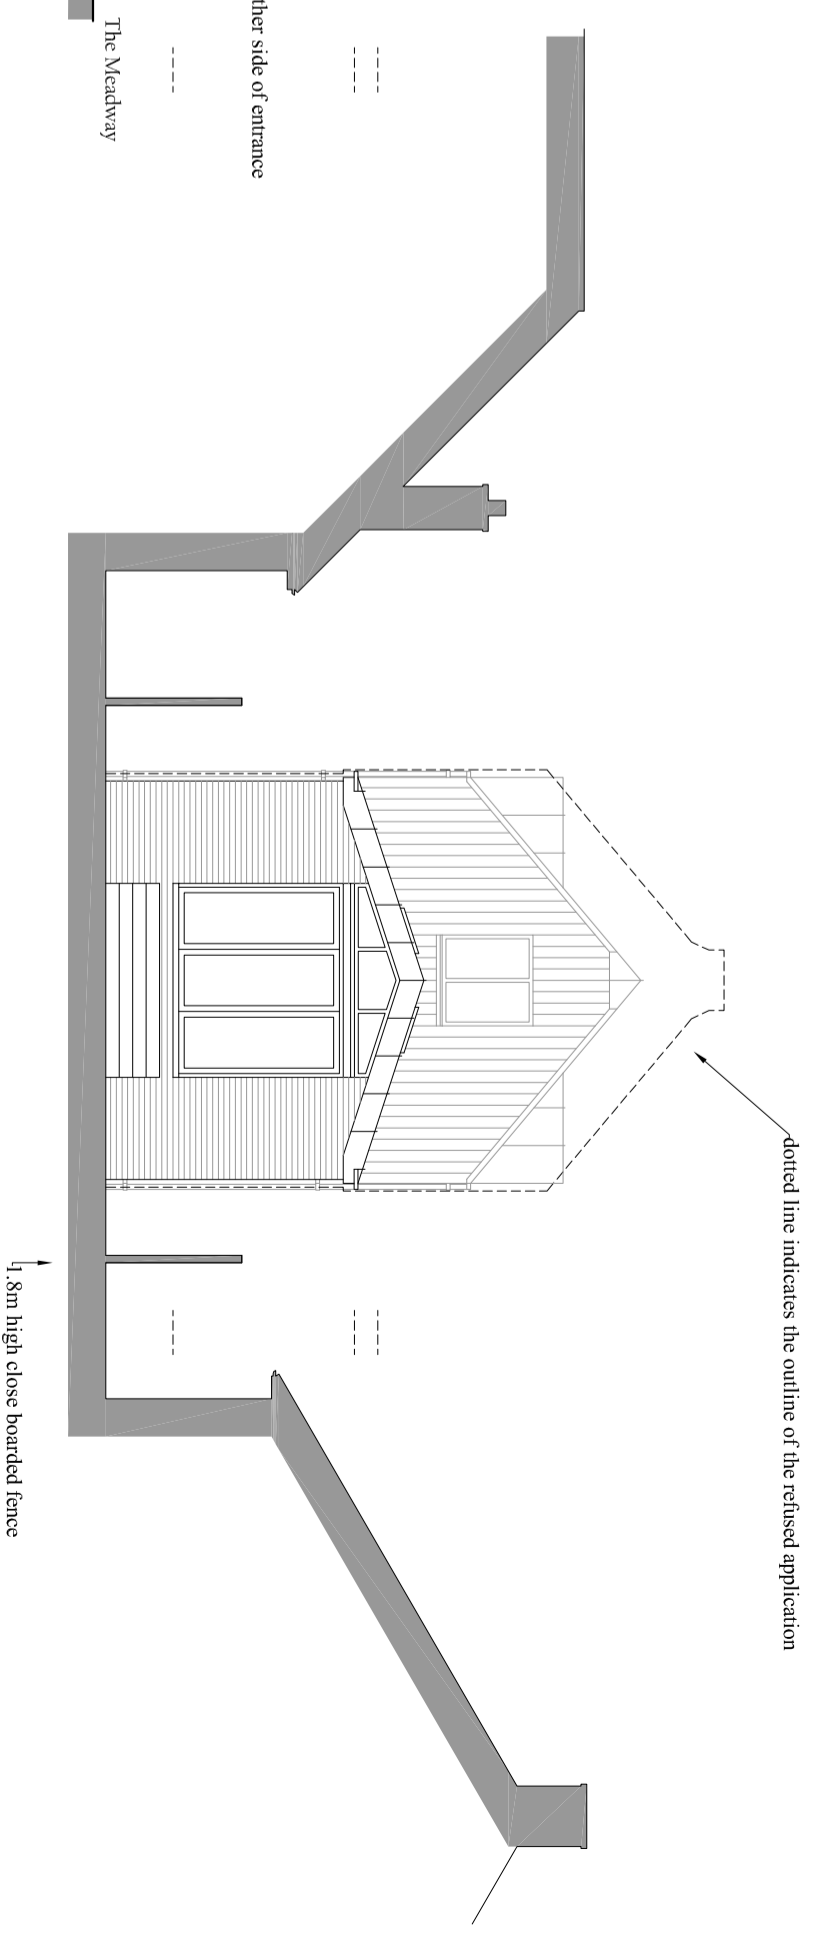 dotted line indicates the outline of the refused application
ther side of entrance
The Meadway
1.8m high close boarded fence